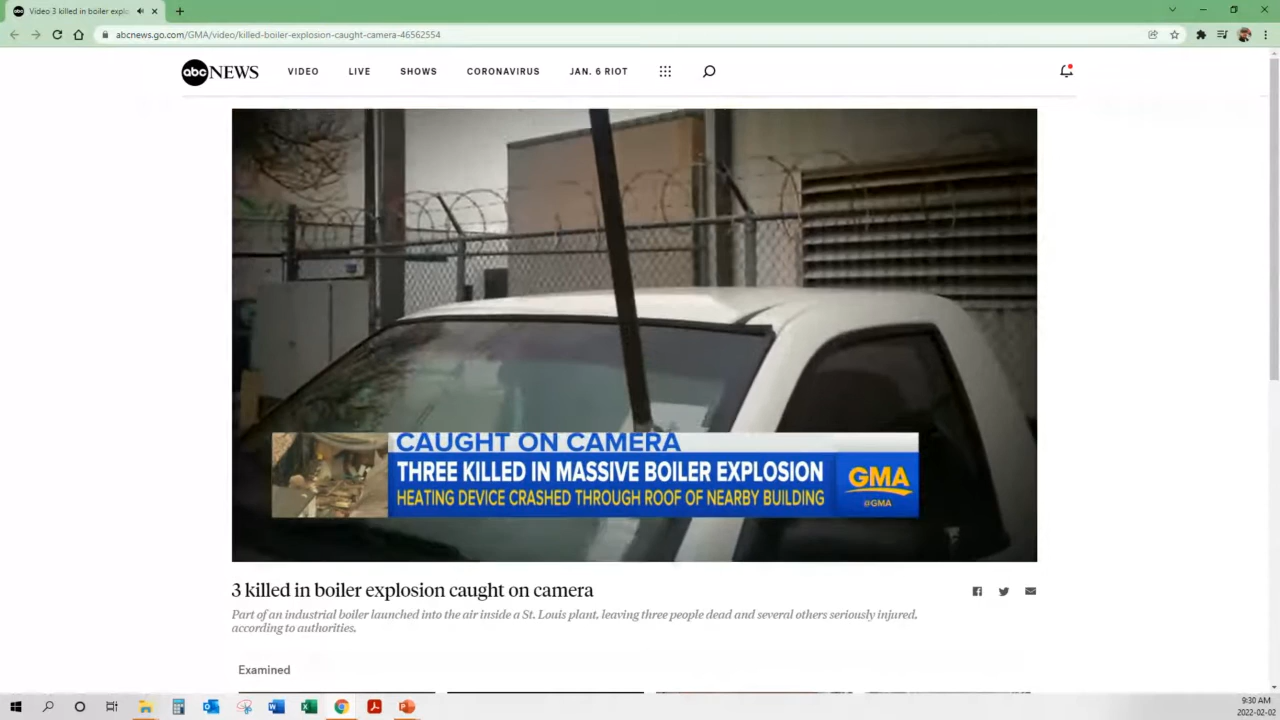 Video 3 killed in boiler explo
abcnews.go.com/GMA/video/killed-boiler-explosion-caught-camera-46562554
abc NEWS
VIDEO
LIVE
SHOWS
CORONAVIRUS
JAN. 6 RIOT
CAUGHT ON CAMERA
THREE KILLED IN MASSIVE BOILER EXPLOSION
HEATING DEVICE CRASHED THROUGH ROOF OF NEARBY BUILDING
GMA
@GMA
3 killed in boiler explosion caught on camera
Part of an industrial boiler launched into the air inside a St. Louis plant, leaving three people dead and several others seriously injured,
according to authorities.
Examined
9:30 AM
2022-02-02